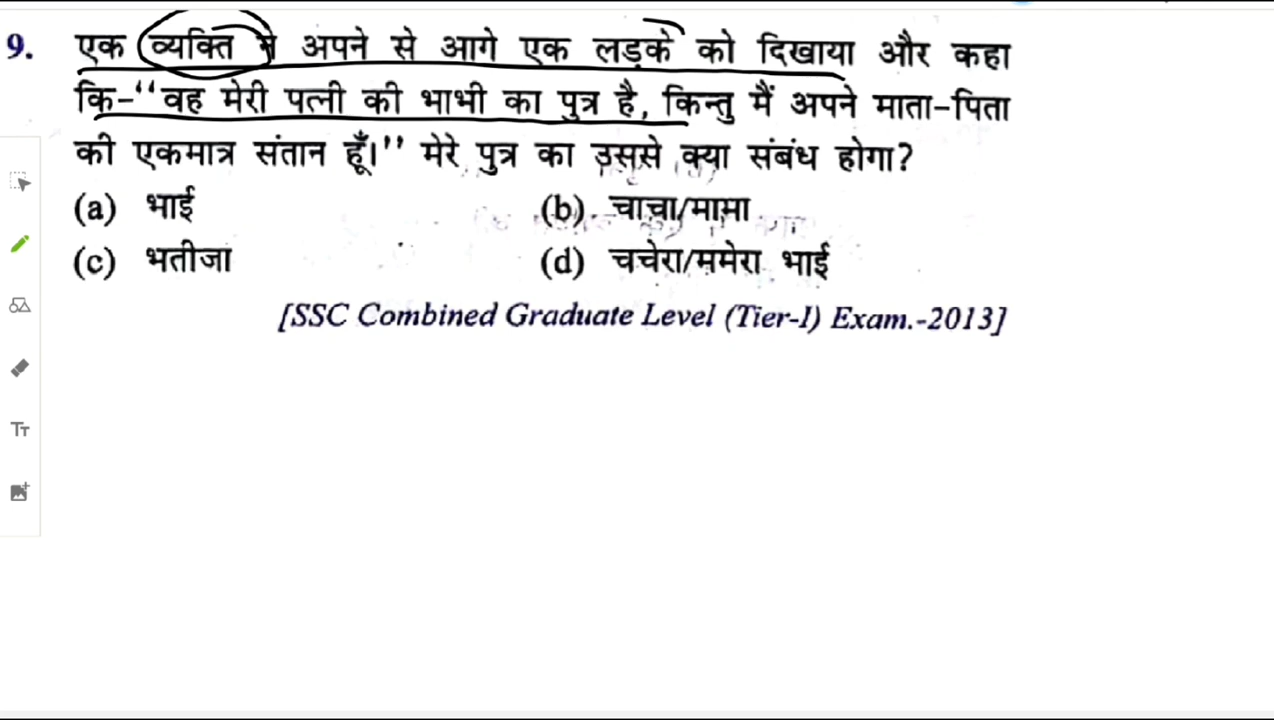 9. एक व्यक्ति ने अपने से आगे एक लड़के को दिखाया और कहा
कि-"वह मेरी पत्नी की भाभी का पुत्र है, किन्तु मैं अपने माता-पिता
की एकमात्र संतान हूँ।" मेरे पुत्र का उससे क्या संबंध होगा?
(a) भाई (b) चाचा/मामा
(c) भतीजा (d) चचेरा/ममेरा भाई
[SSC Combined Graduate Level (Tier-I) Exam.-2013]
TT